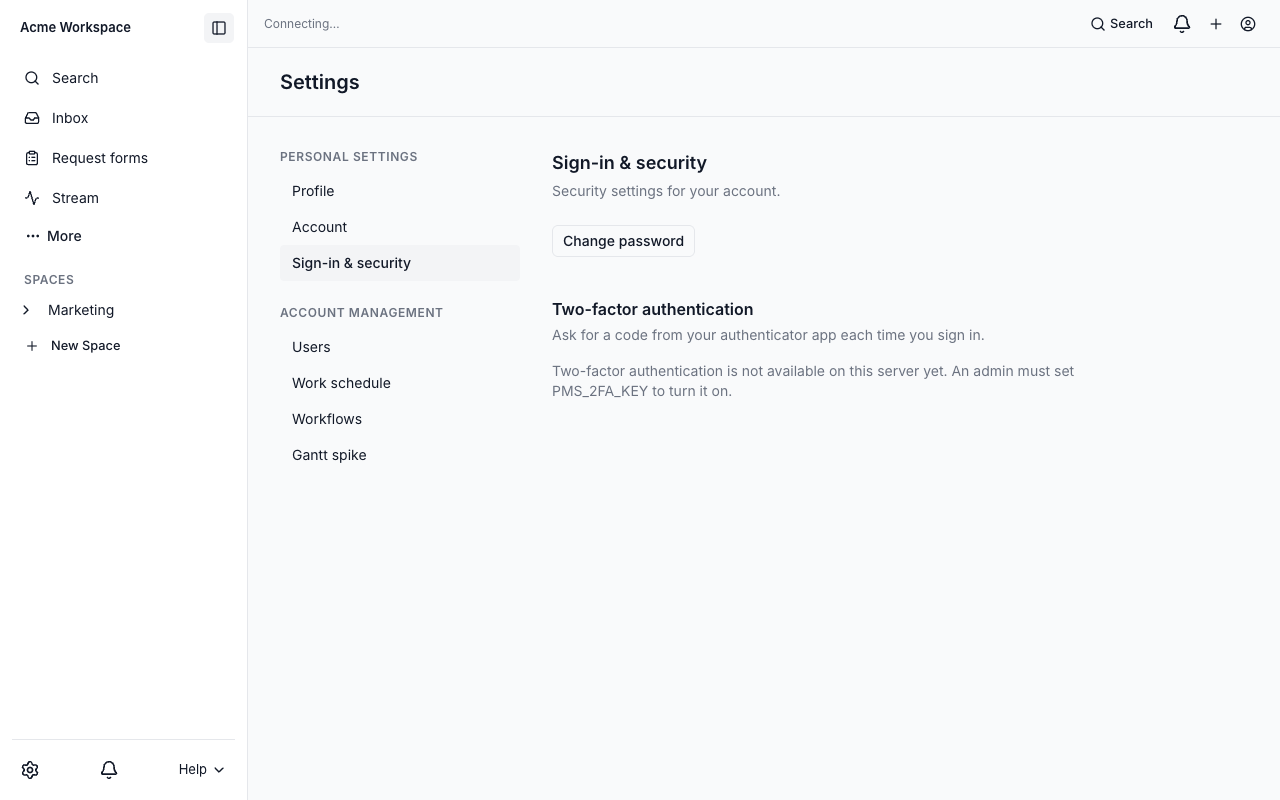 Acme Workspace
Connecting...
Search
Search
Inbox
Request forms
Stream
More
SPACES
Marketing
New Space
Help
Settings
PERSONAL SETTINGS
Profile
Account
Sign-in & security
ACCOUNT MANAGEMENT
Users
Work schedule
Workflows
Gantt spike
Sign-in & security
Security settings for your account.
Change password
Two-factor authentication
Ask for a code from your authenticator app each time you sign in.
Two-factor authentication is not available on this server yet. An admin must set
PMS_2FA_KEY to turn it on.